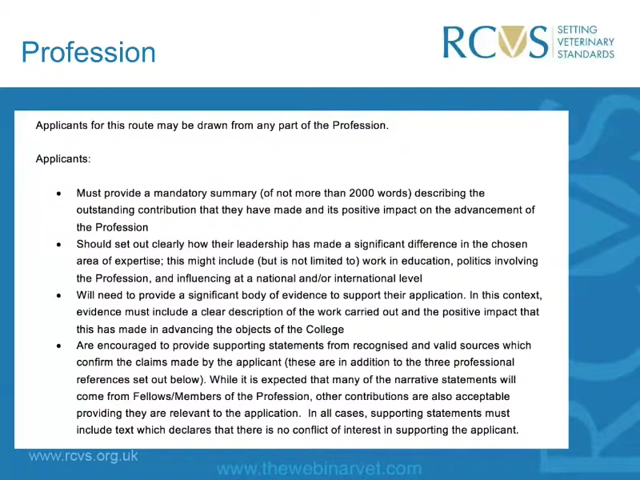 Profession
RCVS
SETTING
VETERINARY
STANDARDS
Applicants for this route may be drawn from any part of the Profession.
Applicants:
• Must provide a mandatory summary (of not more than 2000 words) describing the
outstanding contribution that they have made and its positive impact on the advancement of
the Profession
• Should set out clearly how their leadership has made a significant difference in the chosen
area of expertise; this might include (but is not limited to) work in education, politics involving
the Profession, and influencing at a national and/or international level
• Will need to provide a significant body of evidence to support their application. In this context,
evidence must include a clear description of the work carried out and the positive impact that
this has made in advancing the objects of the College
• Are encouraged to provide supporting statements from recognised and valid sources which
confirm the claims made by the applicant (these are in addition to the three professional
references set out below). While it is expected that many of the narrative statements will
come from Fellows/Members of the Profession, other contributions are also acceptable
providing they are relevant to the application. In all cases, supporting statements must
include text which declares that there is no conflict of interest in supporting the applicant.
www.rcvs.org.uk
www.thewebinarvet.com
RCVS